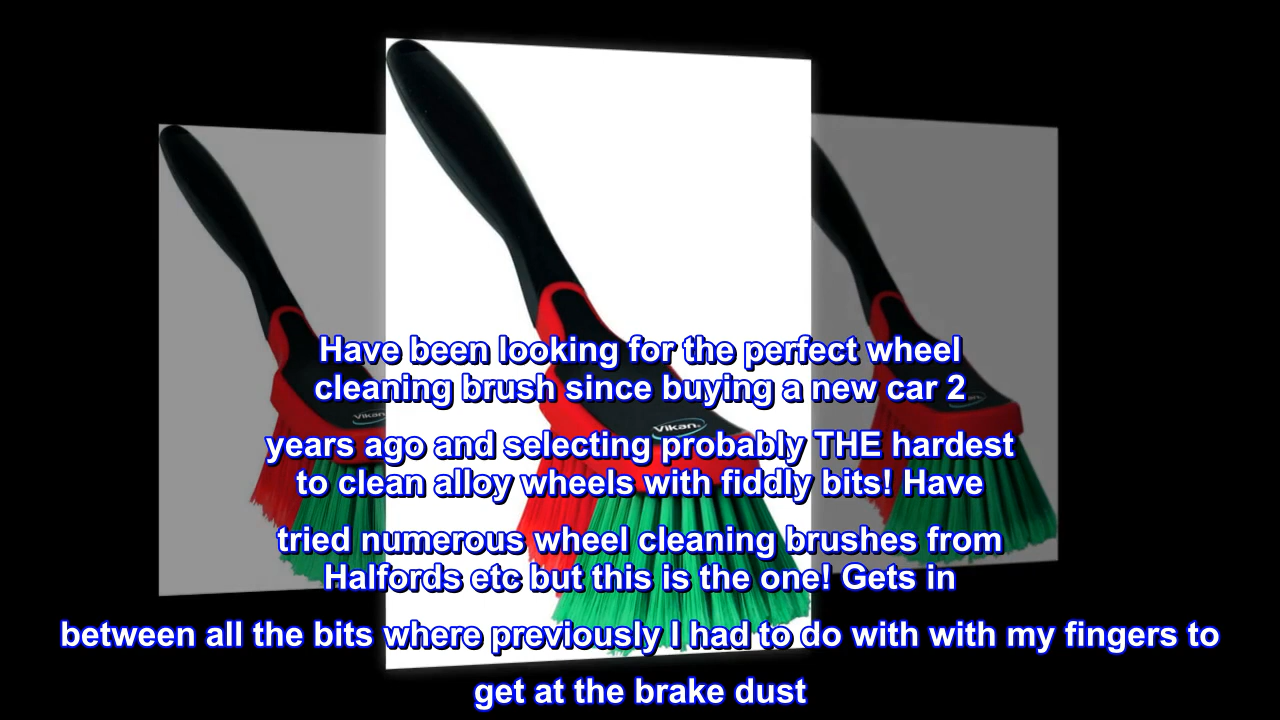 Have been looking for the perfect wheel
cleaning brush since buying a new car 2
years ago and selecting probably THE hardest
to clean alloy wheels with fiddly bits! Have
tried numerous wheel cleaning brushes from
Halfords etc but this is the one! Gets in
between all the bits where previously I had to do with with my fingers to
get at the brake dust
Vikan
Vikan